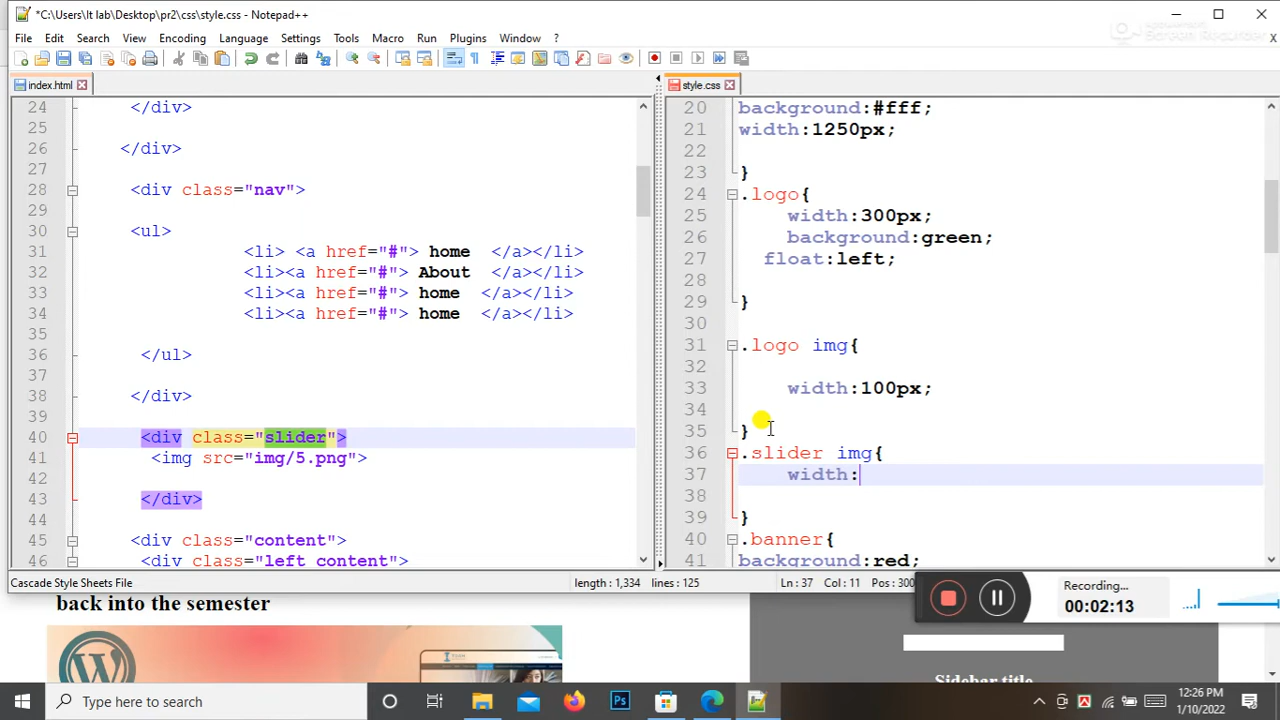 *C:\Users\It lab\Desktop\pr2\css\style.css - Notepad++
File Edit Search View Encoding Language Settings Tools Macro Run Plugins Window ? X
index.html
style.css
24 </div>
25
26 </div>
27
28 <div class="nav">
29
30 <ul>
31 <li> <a href="#"> home </a></li>
32 <li><a href="#"> About </a></li>
33 <li><a href="#"> home </a></li>
34 <li><a href="#"> home </a></li>
35
36 </ul>
37
38 </div>
39
40 <div class="slider">
41 <img src="img/5.png">
42
43 </div>
44
45 <div class="content">
46 <div class="left content">
20 background:#fff;
21 width:1250px;
22
23 }
24 .logo{
25 width:300px;
26 background:green;
27 float:left;
28
29 }
30
31 .logo img{
32
33 width:100px;
34
35 }
36 .slider img{
37 width:
38
39 }
40 .banner{
41 background:red;
Cascade Style Sheets File length : 1,334 lines : 125 Ln : 37 Col : 11 Pos : 300
Recording...
00:02:13
back into the semester
Sidebar title
Type here to search
12:26 PM
1/10/2022